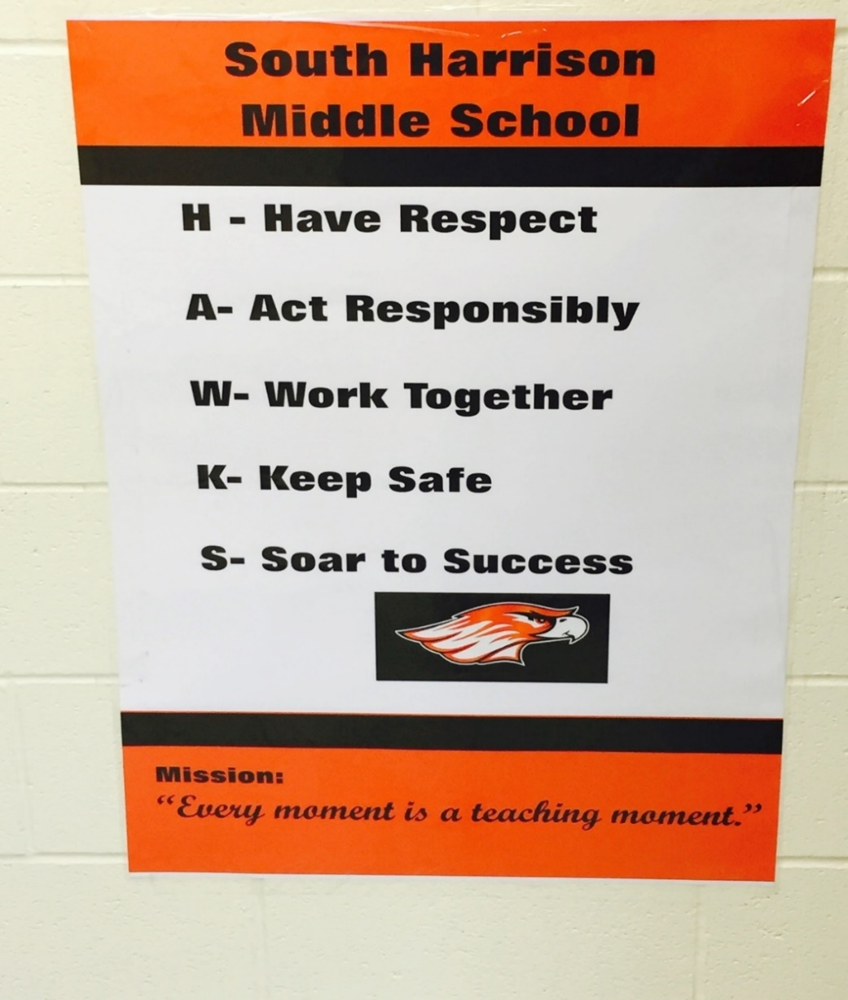 South Harrison
Middle School
H - Have Respect
A- Act Responsibly
W- Work Together
K- Keep Safe
S- Soar to Success
Mission:
“Every moment is a teaching moment.”